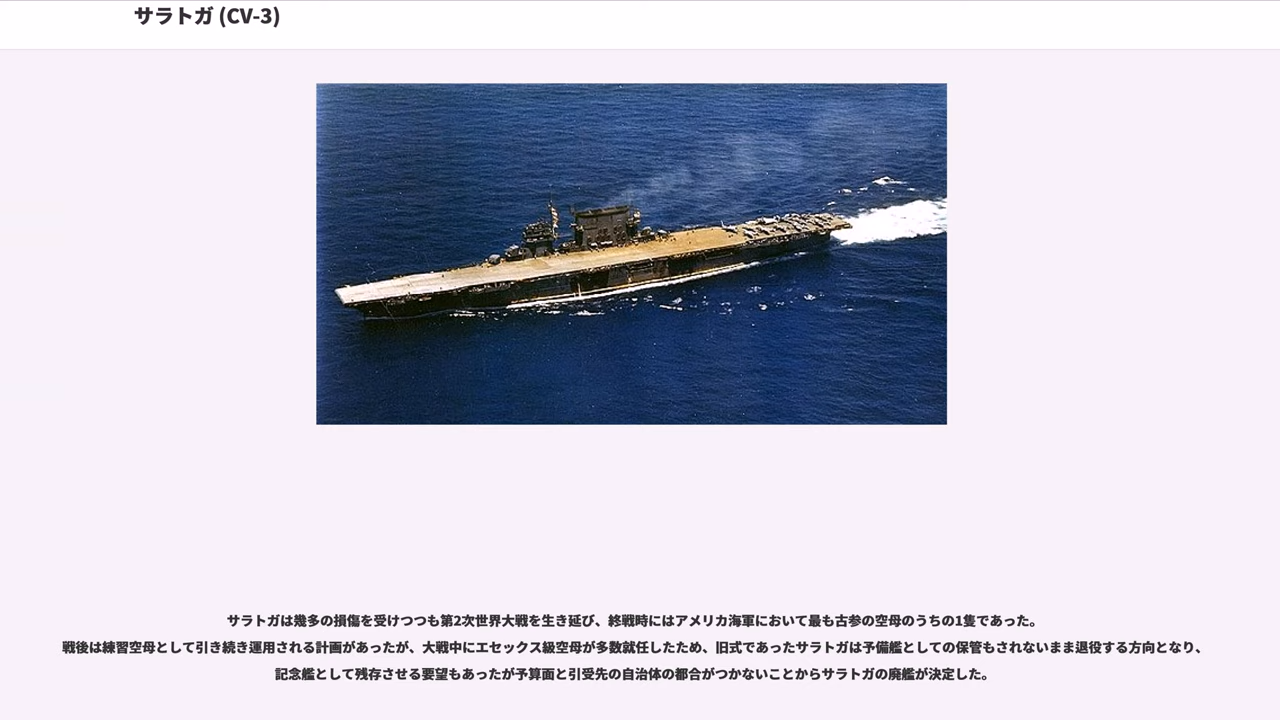 サラトガ (CV-3)
サラトガは幾多の損傷を受けつつも第2次世界大戦を生き延び、終戦時にはアメリカ海軍において最も古参の空母のうちの1隻であった。
戦後は練習空母として引き続き運用される計画があったが、大戦中にエセックス級空母が多数就任したため、旧式であったサラトガは予備艦としての保管もされないまま退役する方向となり、
記念艦として残存させる要望もあったが予算面と引受先の自治体の都合がつかないことからサラトガの廃艦が決定した。